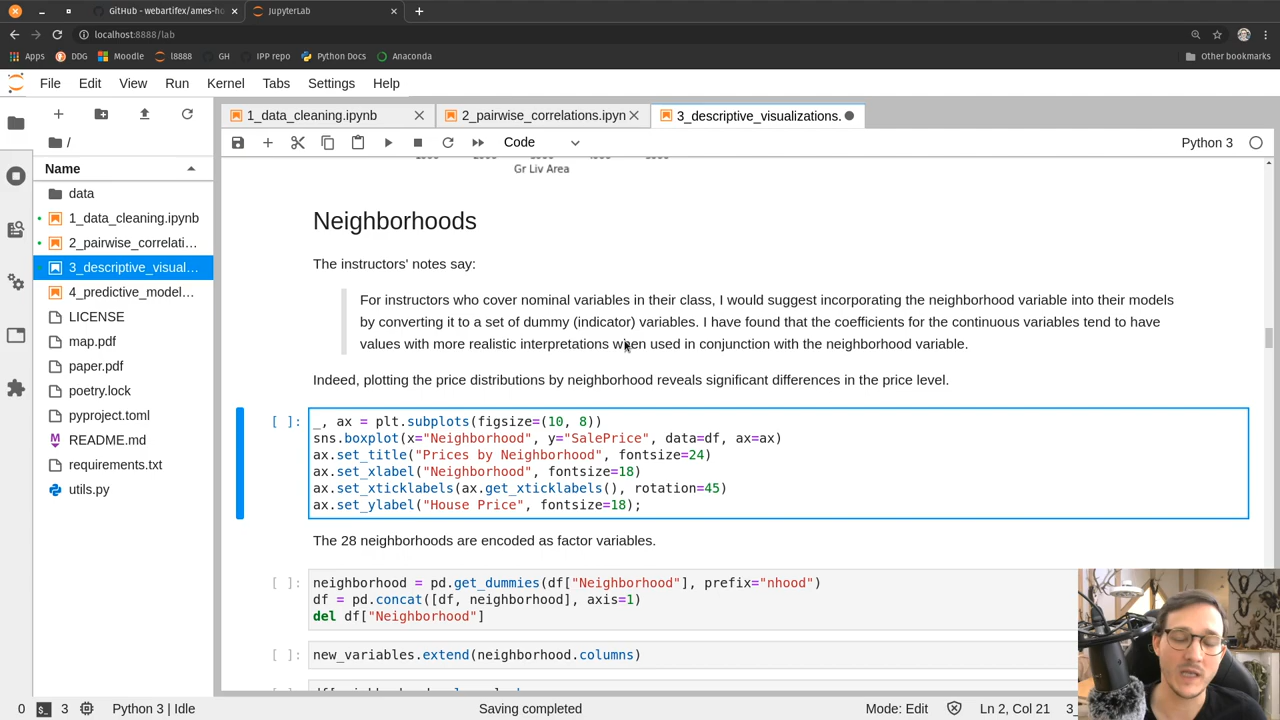 GitHub - webartifex/ames-ho
JupyterLab
localhost:8888/lab
Apps DDG Moodle l8888 GH IPP repo Python Docs Anaconda Other bookmarks
File Edit View Run Kernel Tabs Settings Help
1_data_cleaning.ipynb 2_pairwise_correlations.ipyn 3_descriptive_visualizations.
/
Code Python 3
Name
data
1_data_cleaning.ipynb
2_pairwise_correlati...
3_descriptive_visual...
4_predictive_model...
LICENSE
map.pdf
paper.pdf
poetry.lock
pyproject.toml
README.md
requirements.txt
utils.py
Gr Liv Area
Neighborhoods
The instructors' notes say:
For instructors who cover nominal variables in their class, I would suggest incorporating the neighborhood variable into their models
by converting it to a set of dummy (indicator) variables. I have found that the coefficients for the continuous variables tend to have
values with more realistic interpretations when used in conjunction with the neighborhood variable.
Indeed, plotting the price distributions by neighborhood reveals significant differences in the price level.
[ ]: _, ax = plt.subplots(figsize=(10, 8))
sns.boxplot(x="Neighborhood", y="SalePrice", data=df, ax=ax)
ax.set_title("Prices by Neighborhood", fontsize=24)
ax.set_xlabel("Neighborhood", fontsize=18)
ax.set_xticklabels(ax.get_xticklabels(), rotation=45)
ax.set_ylabel("House Price", fontsize=18);
The 28 neighborhoods are encoded as factor variables.
[ ]: neighborhood = pd.get_dummies(df["Neighborhood"], prefix="nhood")
df = pd.concat([df, neighborhood], axis=1)
del df["Neighborhood"]
[ ]: new_variables.extend(neighborhood.columns)
0 3 Python 3 | Idle Saving completed Mode: Edit Ln 2, Col 21 3_